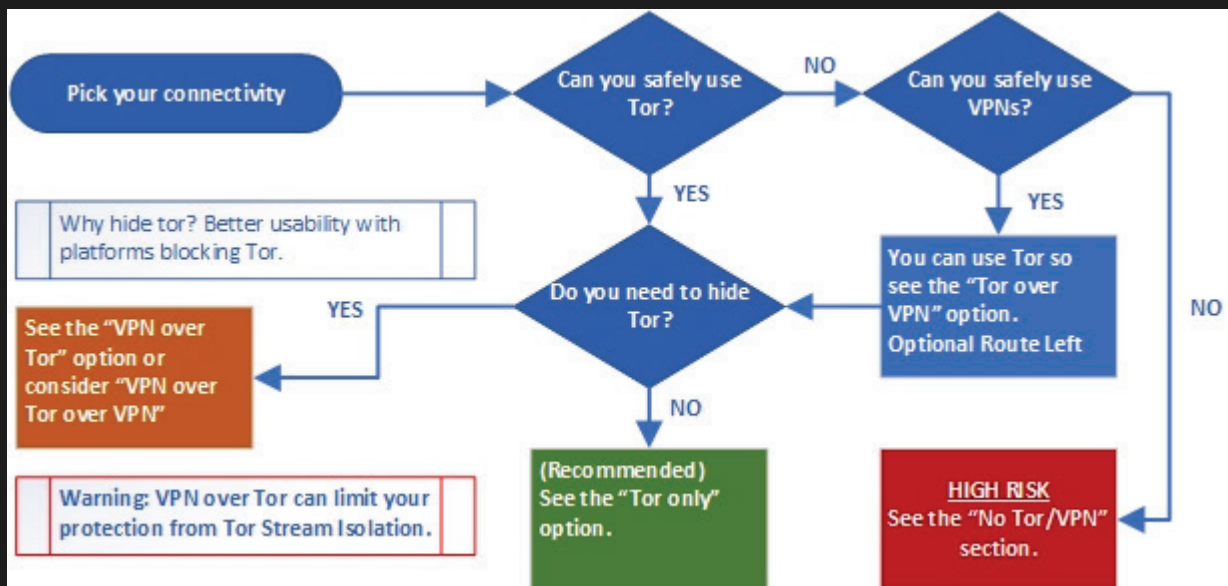 Pick your connectivity
Can you safely use
Tor?
NO
Can you safely use
VPNs?
YES
YES
NO
Why hide tor? Better usability with
platforms blocking Tor.
Do you need to hide
Tor?
You can use Tor so
see the “Tor over
VPN” option.
Optional Route Left
YES
See the “VPN over
Tor” option or
consider “VPN over
Tor over VPN”
NO
Warning: VPN over Tor can limit your
protection from Tor Stream Isolation.
(Recommended)
See the “Tor only”
option.
HIGH RISK
See the “No Tor/VPN”
section.